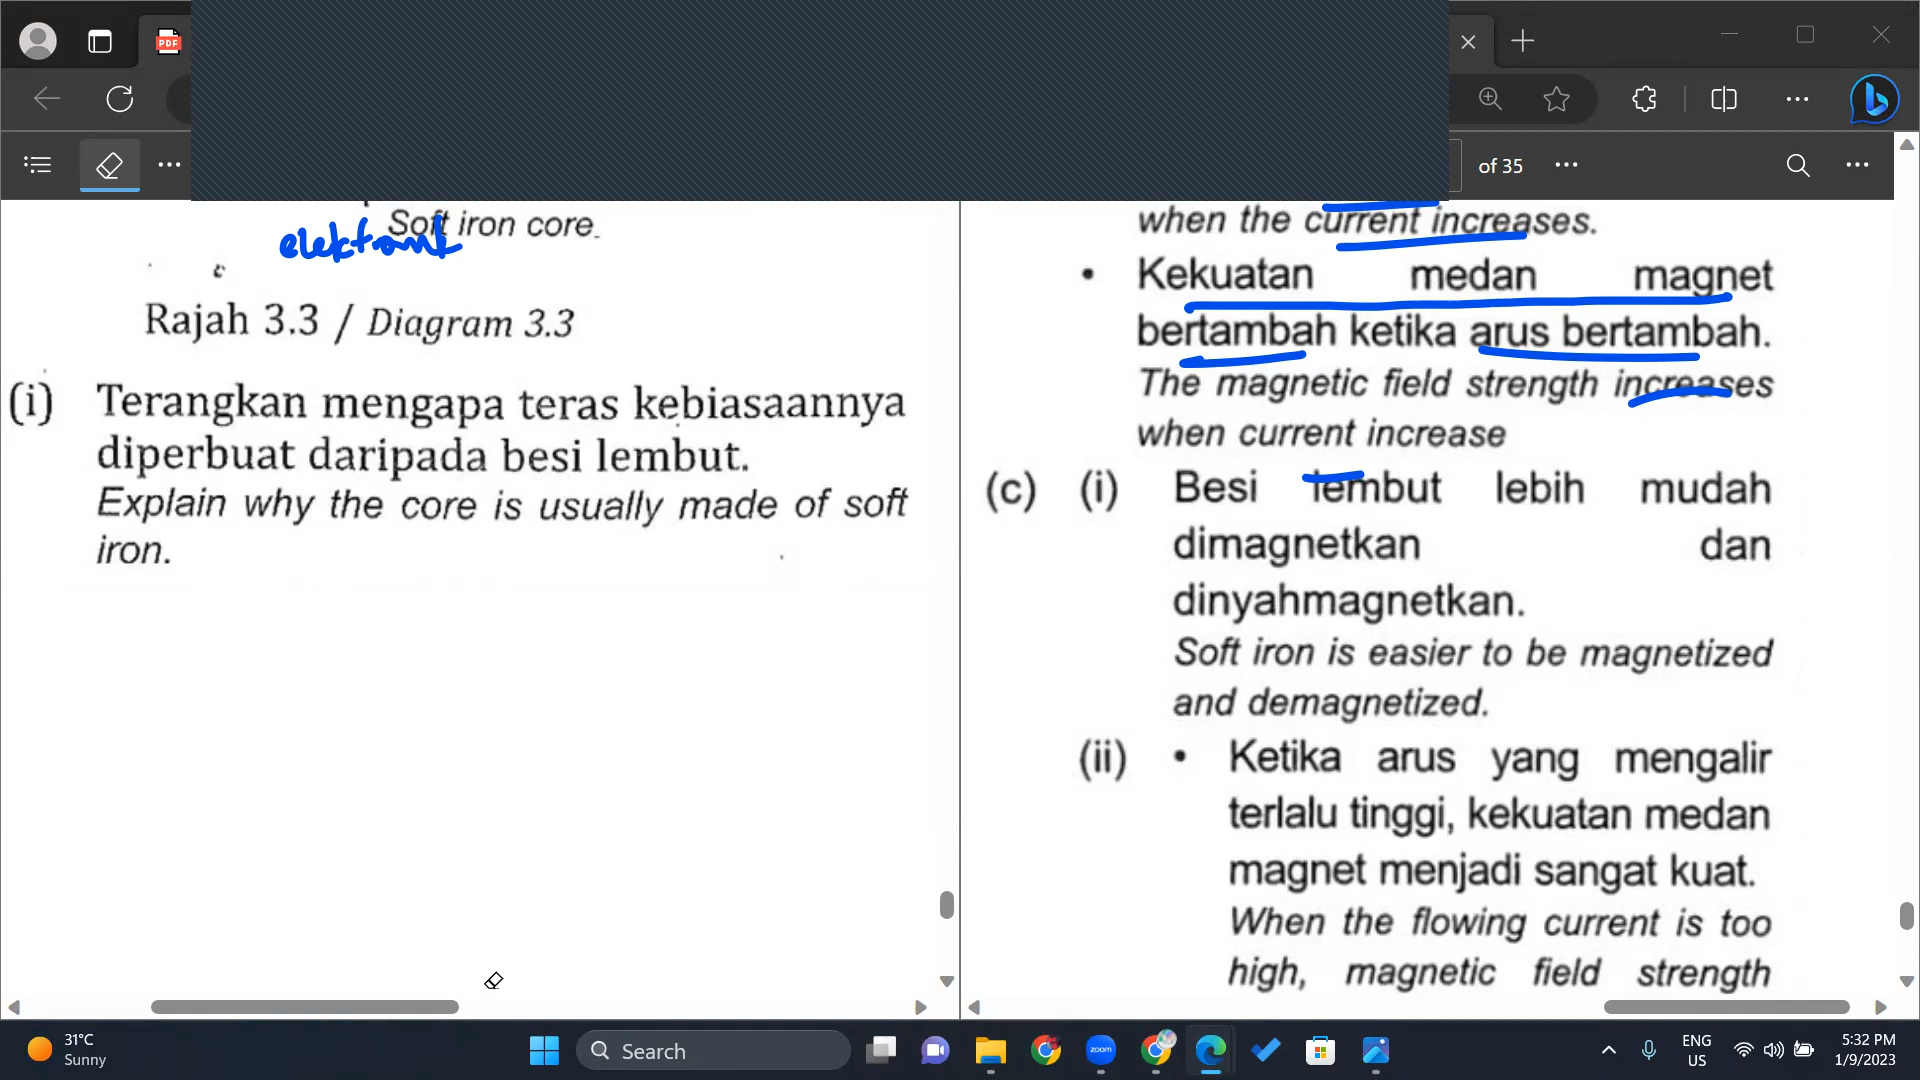 of 35
Soft iron core
Rajah 3.3 / Diagram 3.3
(i) Terangkan mengapa teras kebiasaannya
diperbuat daripada besi lembut.
Explain why the core is usually made of soft
iron.
when the current increases.
• Kekuatan medan magnet
bertambah ketika arus bertambah.
The magnetic field strength increases
when current increase
(c) (i) Besi lembut lebih mudah
dimagnetkan dan
dinyahmagnetkan.
Soft iron is easier to be magnetized
and demagnetized.
(ii) • Ketika arus yang mengalir
terlalu tinggi, kekuatan medan
magnet menjadi sangat kuat.
When the flowing current is too
high, magnetic field strength
31°C
Sunny
Search
zoom
ENG
US
5:32 PM
1/9/2023
PDF